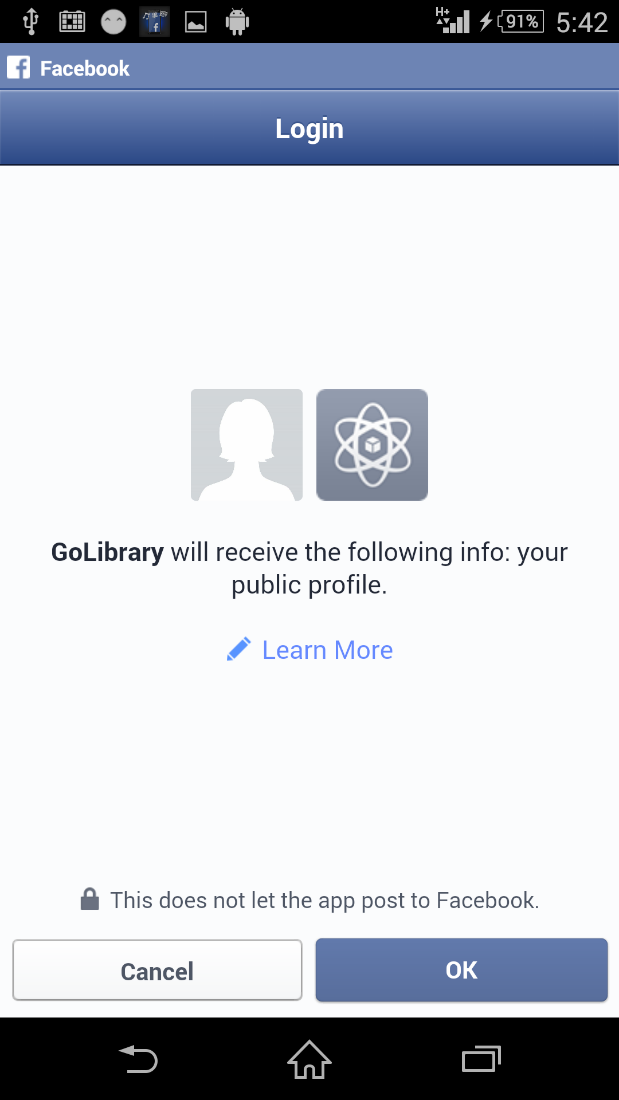 H+ 91% 5:42
Facebook
Login
GoLibrary will receive the following info: your
public profile.
Learn More
This does not let the app post to Facebook.
Cancel OK